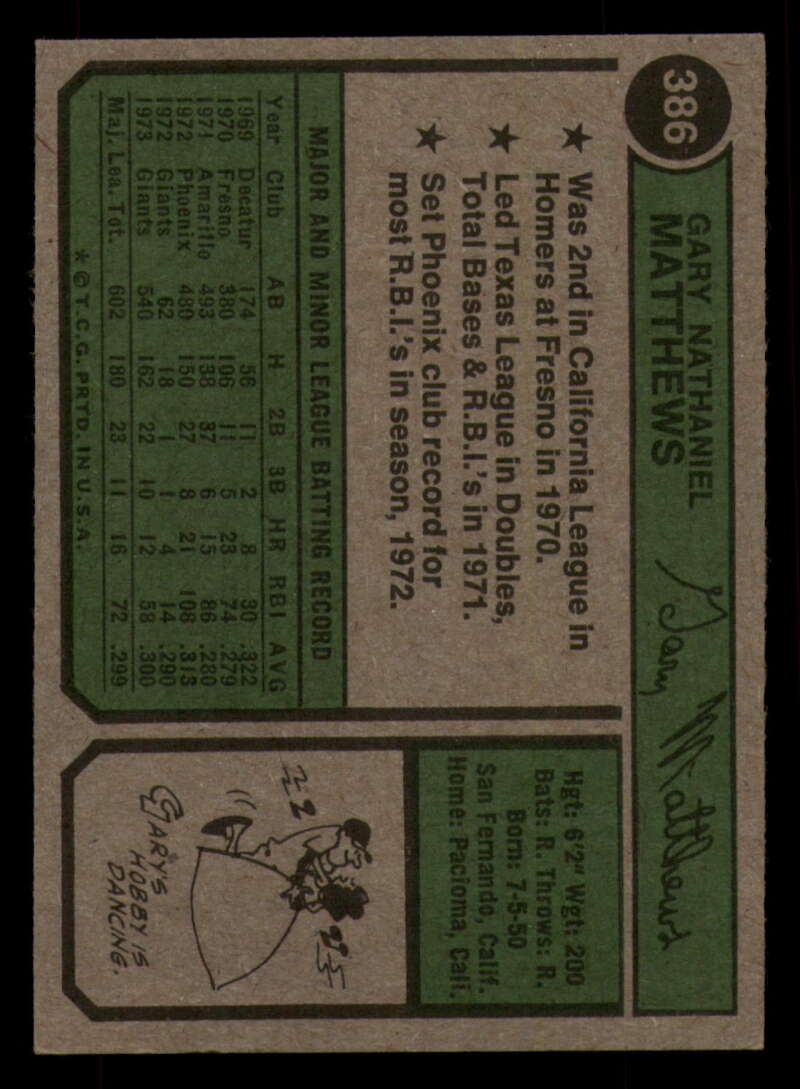 386
GARY NATHANIEL
MATTHEWS
Gary Matthews
★ Was 2nd in California League in
Homers at Fresno in 1970.
★ Led Texas League in Doubles,
Total Bases & R.B.I.'s in 1971.
★ Set Phoenix club record for
most R.B.I.'s in season, 1972.
Hgt: 6'2" Wgt: 200
Bats: R. Throws: R.
Born: 7-5-50
San Fernando, Calif.
Home: Pacioma, Cali.
MAJOR AND MINOR LEAGUE BATTING RECORD
Year Club AB H 2B 3B HR RBI AVG
1969 Decatur 174 56 11 2 8 30 .322
1970 Fresno 380 106 11 5 23 74 .279
1971 Amarillo 493 138 37 6 15 86 .280
1972 Phoenix 480 150 27 8 21 108 .313
1972 Giants 62 18 1 1 4 14 .290
1973 Giants 540 162 22 10 12 58 .300
Maj. Lea. Tot. 602 180 23 11 16 72 .299
* © T.C.G. PRTD. IN U.S.A.
GARY'S
HOBBY IS
DANCING.